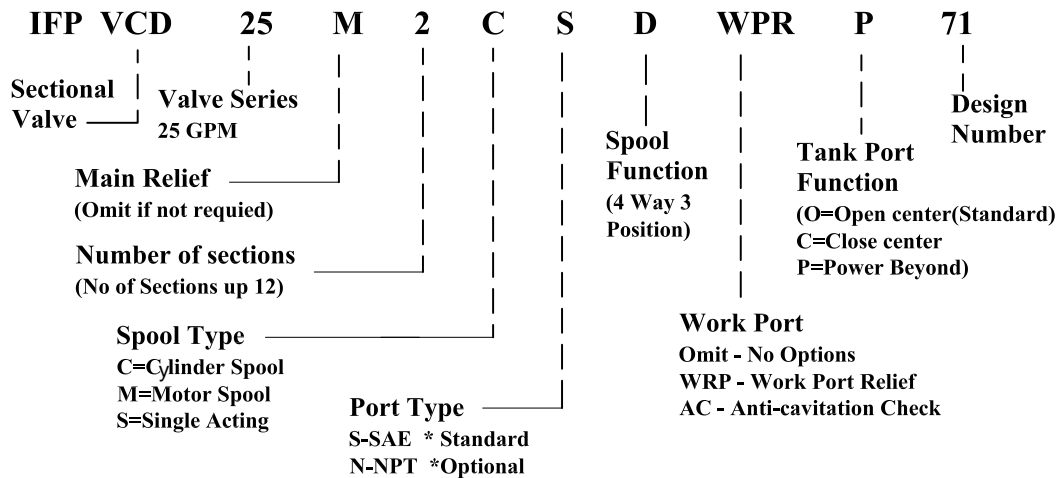 IFP VCD 25 M 2 C S D WPR P 71
Sectional
Valve
Valve Series
25 GPM
Design
Number
Spool
Function
(4 Way 3
Position)
Tank Port
Function
(O=Open center(Standard)
C=Close center
P=Power Beyond)
Main Relief
(Omit if not requied)
Number of sections
(No of Sections up 12)
Spool Type
C=Cylinder Spool
M=Motor Spool
S=Single Acting
Work Port
Omit - No Options
WRP - Work Port Relief
AC - Anti-cavitation Check
Port Type
S-SAE * Standard
N-NPT *Optional